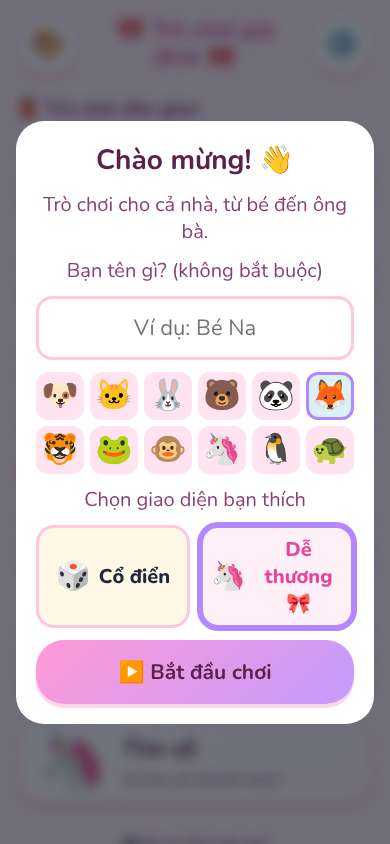 Chào mừng! 👋
Trò chơi cho cả nhà, từ bé đến ông
bà.
Bạn tên gì? (không bắt buộc)
Ví dụ: Bé Na
Chọn giao diện bạn thích
Cổ điển
Dễ
thương
🎀
▶️ Bắt đầu chơi